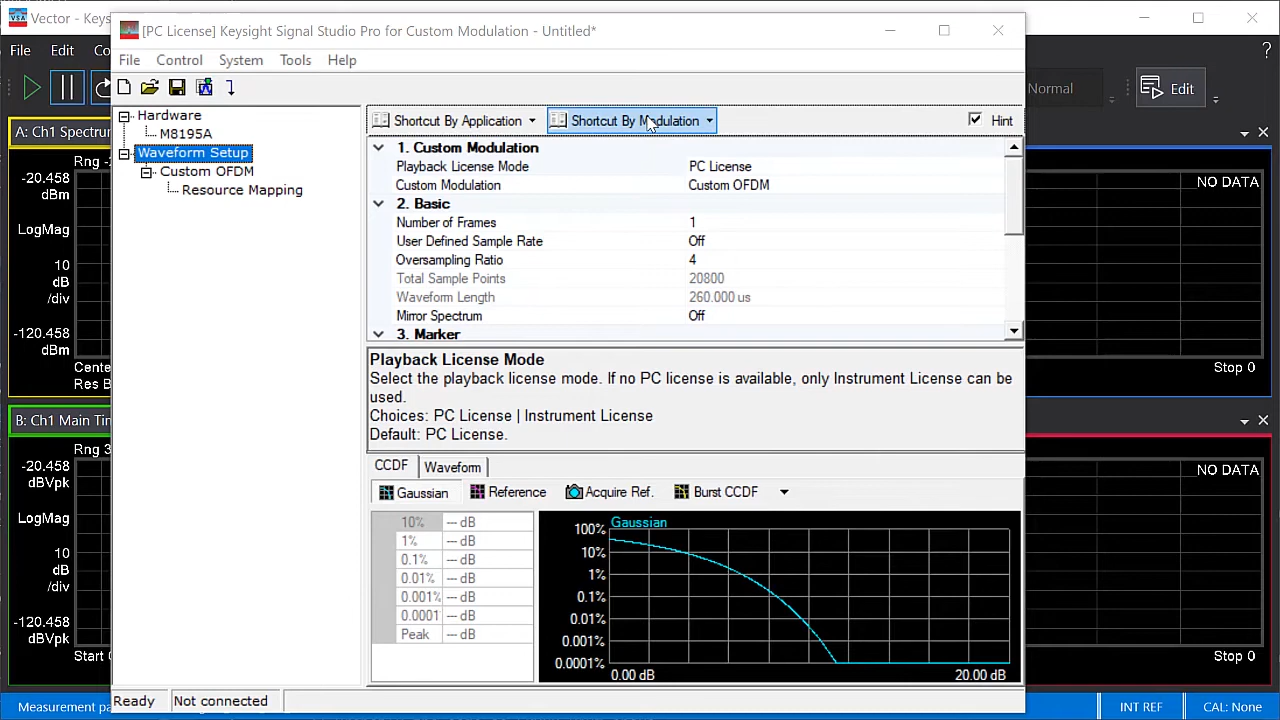 Vector - Keys
File Edit Co
Normal
Edit
?
A: Ch1 Spectrum
Rng -
-20.458
dBm
LogMag
10
dB
/div
-120.458
dBm
Cente
Res B
NO DATA
Stop 0
B: Ch1 Main Tim
Rng 3
-20.458
dBVpk
LogMag
10
dB
/div
-120.458
dBVpk
Start 0
NO DATA
Stop 0
Measurement pa
INT REF
CAL: None
[PC License] Keysight Signal Studio Pro for Custom Modulation - Untitled*
File Control System Tools Help
Hardware
M8195A
Waveform Setup
Custom OFDM
Resource Mapping
Shortcut By Application
Shortcut By Modulation
Hint
1. Custom Modulation
Playback License Mode PC License
Custom Modulation Custom OFDM
2. Basic
Number of Frames 1
User Defined Sample Rate Off
Oversampling Ratio 4
Total Sample Points 20800
Waveform Length 260.000 us
Mirror Spectrum Off
3. Marker
Playback License Mode
Select the playback license mode. If no PC license is available, only Instrument License can be
used.
Choices: PC License | Instrument License
Default: PC License.
CCDF Waveform
Gaussian Reference Acquire Ref. Burst CCDF
10% --- dB
1% --- dB
0.1% --- dB
0.01% --- dB
0.001% --- dB
0.0001 --- dB
Peak --- dB
Gaussian
100%
10%
1%
0.1%
0.01%
0.001%
0.0001%
0.00 dB 20.00 dB
Ready Not connected